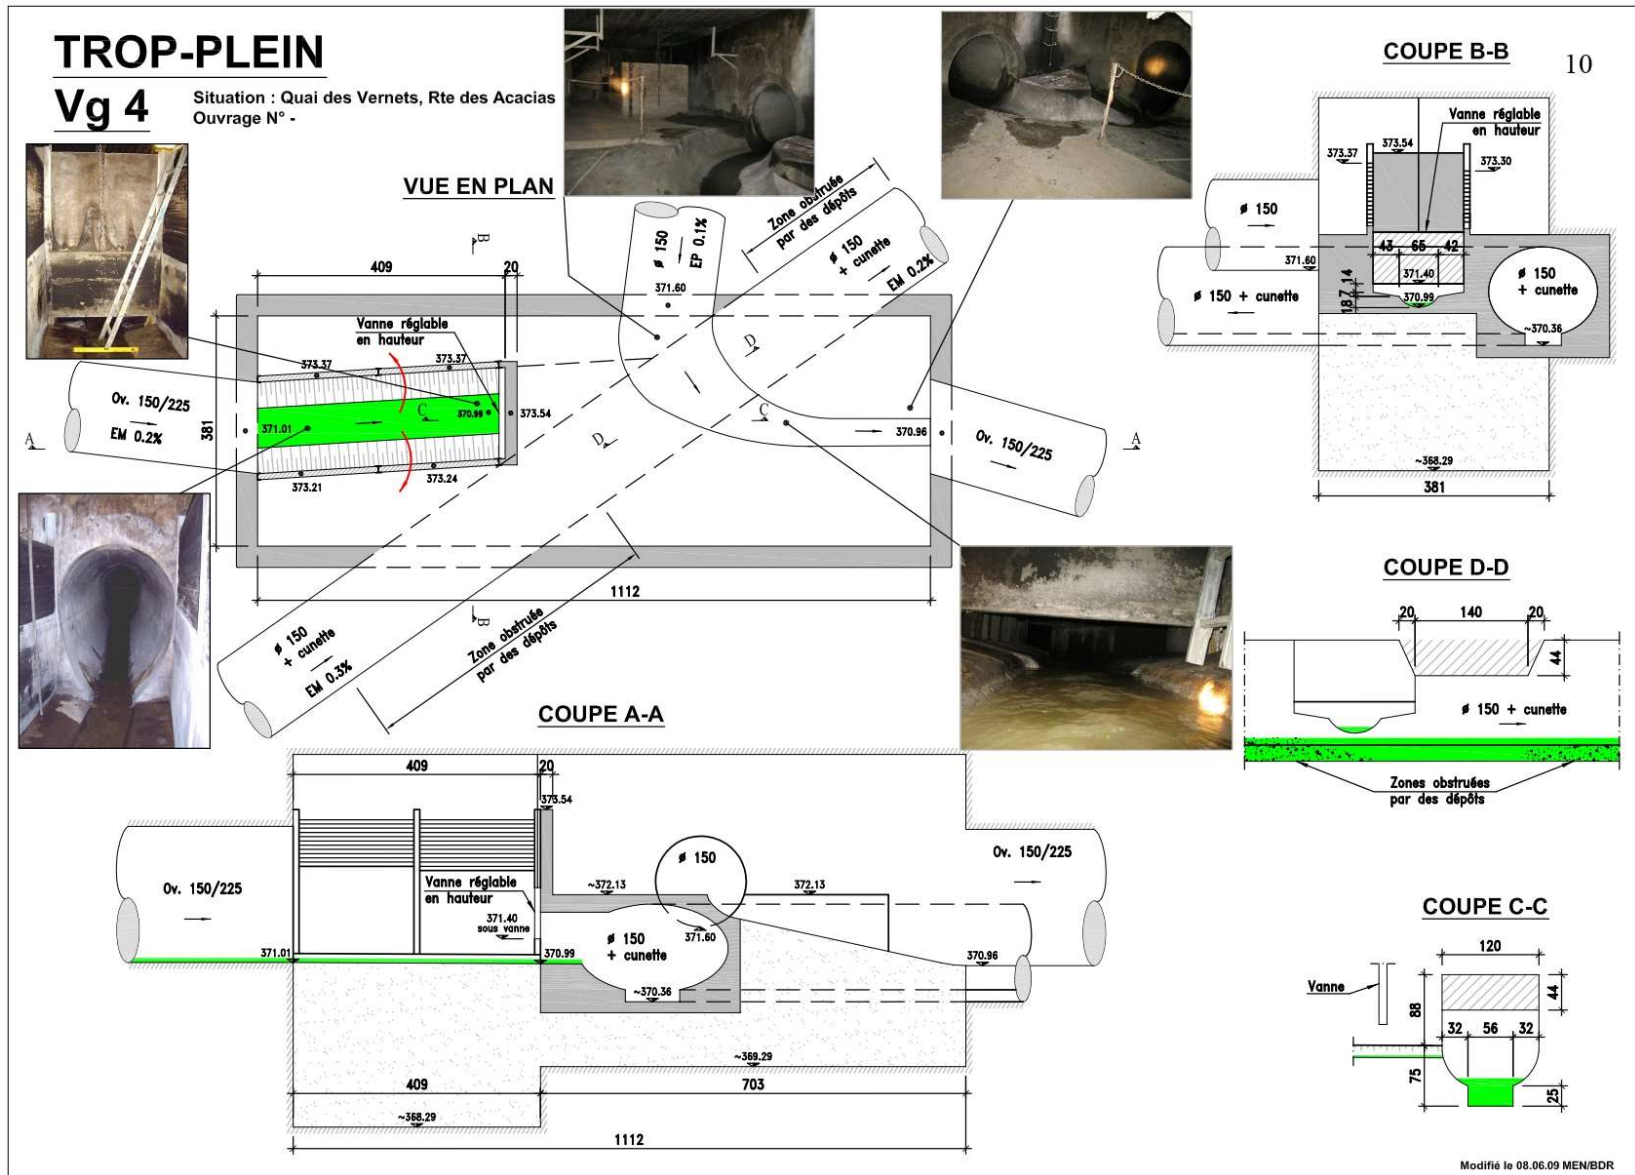 TROP-PLEIN
Vg 4
Situation : Quai des Vernets, Rte des Acacias
Ouvrage N° -
10
VUE EN PLAN
B
409
20
381
Vanne réglable
en hauteur
373.37
373.37
Ov. 150/225
EM 0.2%
A
371.01
C
370.99
373.54
373.21
373.24
ø 150
EP 0.1%
371.60
Zone obstruée
par des dépôts
ø 150
+ cunette
EM 0.2%
D
D
C
370.96
Ov. 150/225
A
1112
B
Zone obstruée
par des dépôts
ø 150
+ cunette
EM 0.3%
COUPE B-B
Vanne réglable
en hauteur
373.37
373.54
373.30
ø 150
43
65
42
371.60
371.40
14
7
18
370.99
ø 150 + cunette
ø 150
+ cunette
~370.36
~368.29
381
COUPE D-D
20
140
20
44
ø 150 + cunette
Zones obstruées
par des dépôts
COUPE A-A
409
20
373.54
Ov. 150/225
Vanne réglable
en hauteur
371.40
sous vanne
371.01
370.99
~372.13
ø 150
371.60
372.13
ø 150
+ cunette
~370.36
Ov. 150/225
370.96
~369.29
409
703
~368.29
1112
COUPE C-C
120
Vanne
88
44
32
56
32
75
25
Modifié le 08.06.09 MEN/BDR